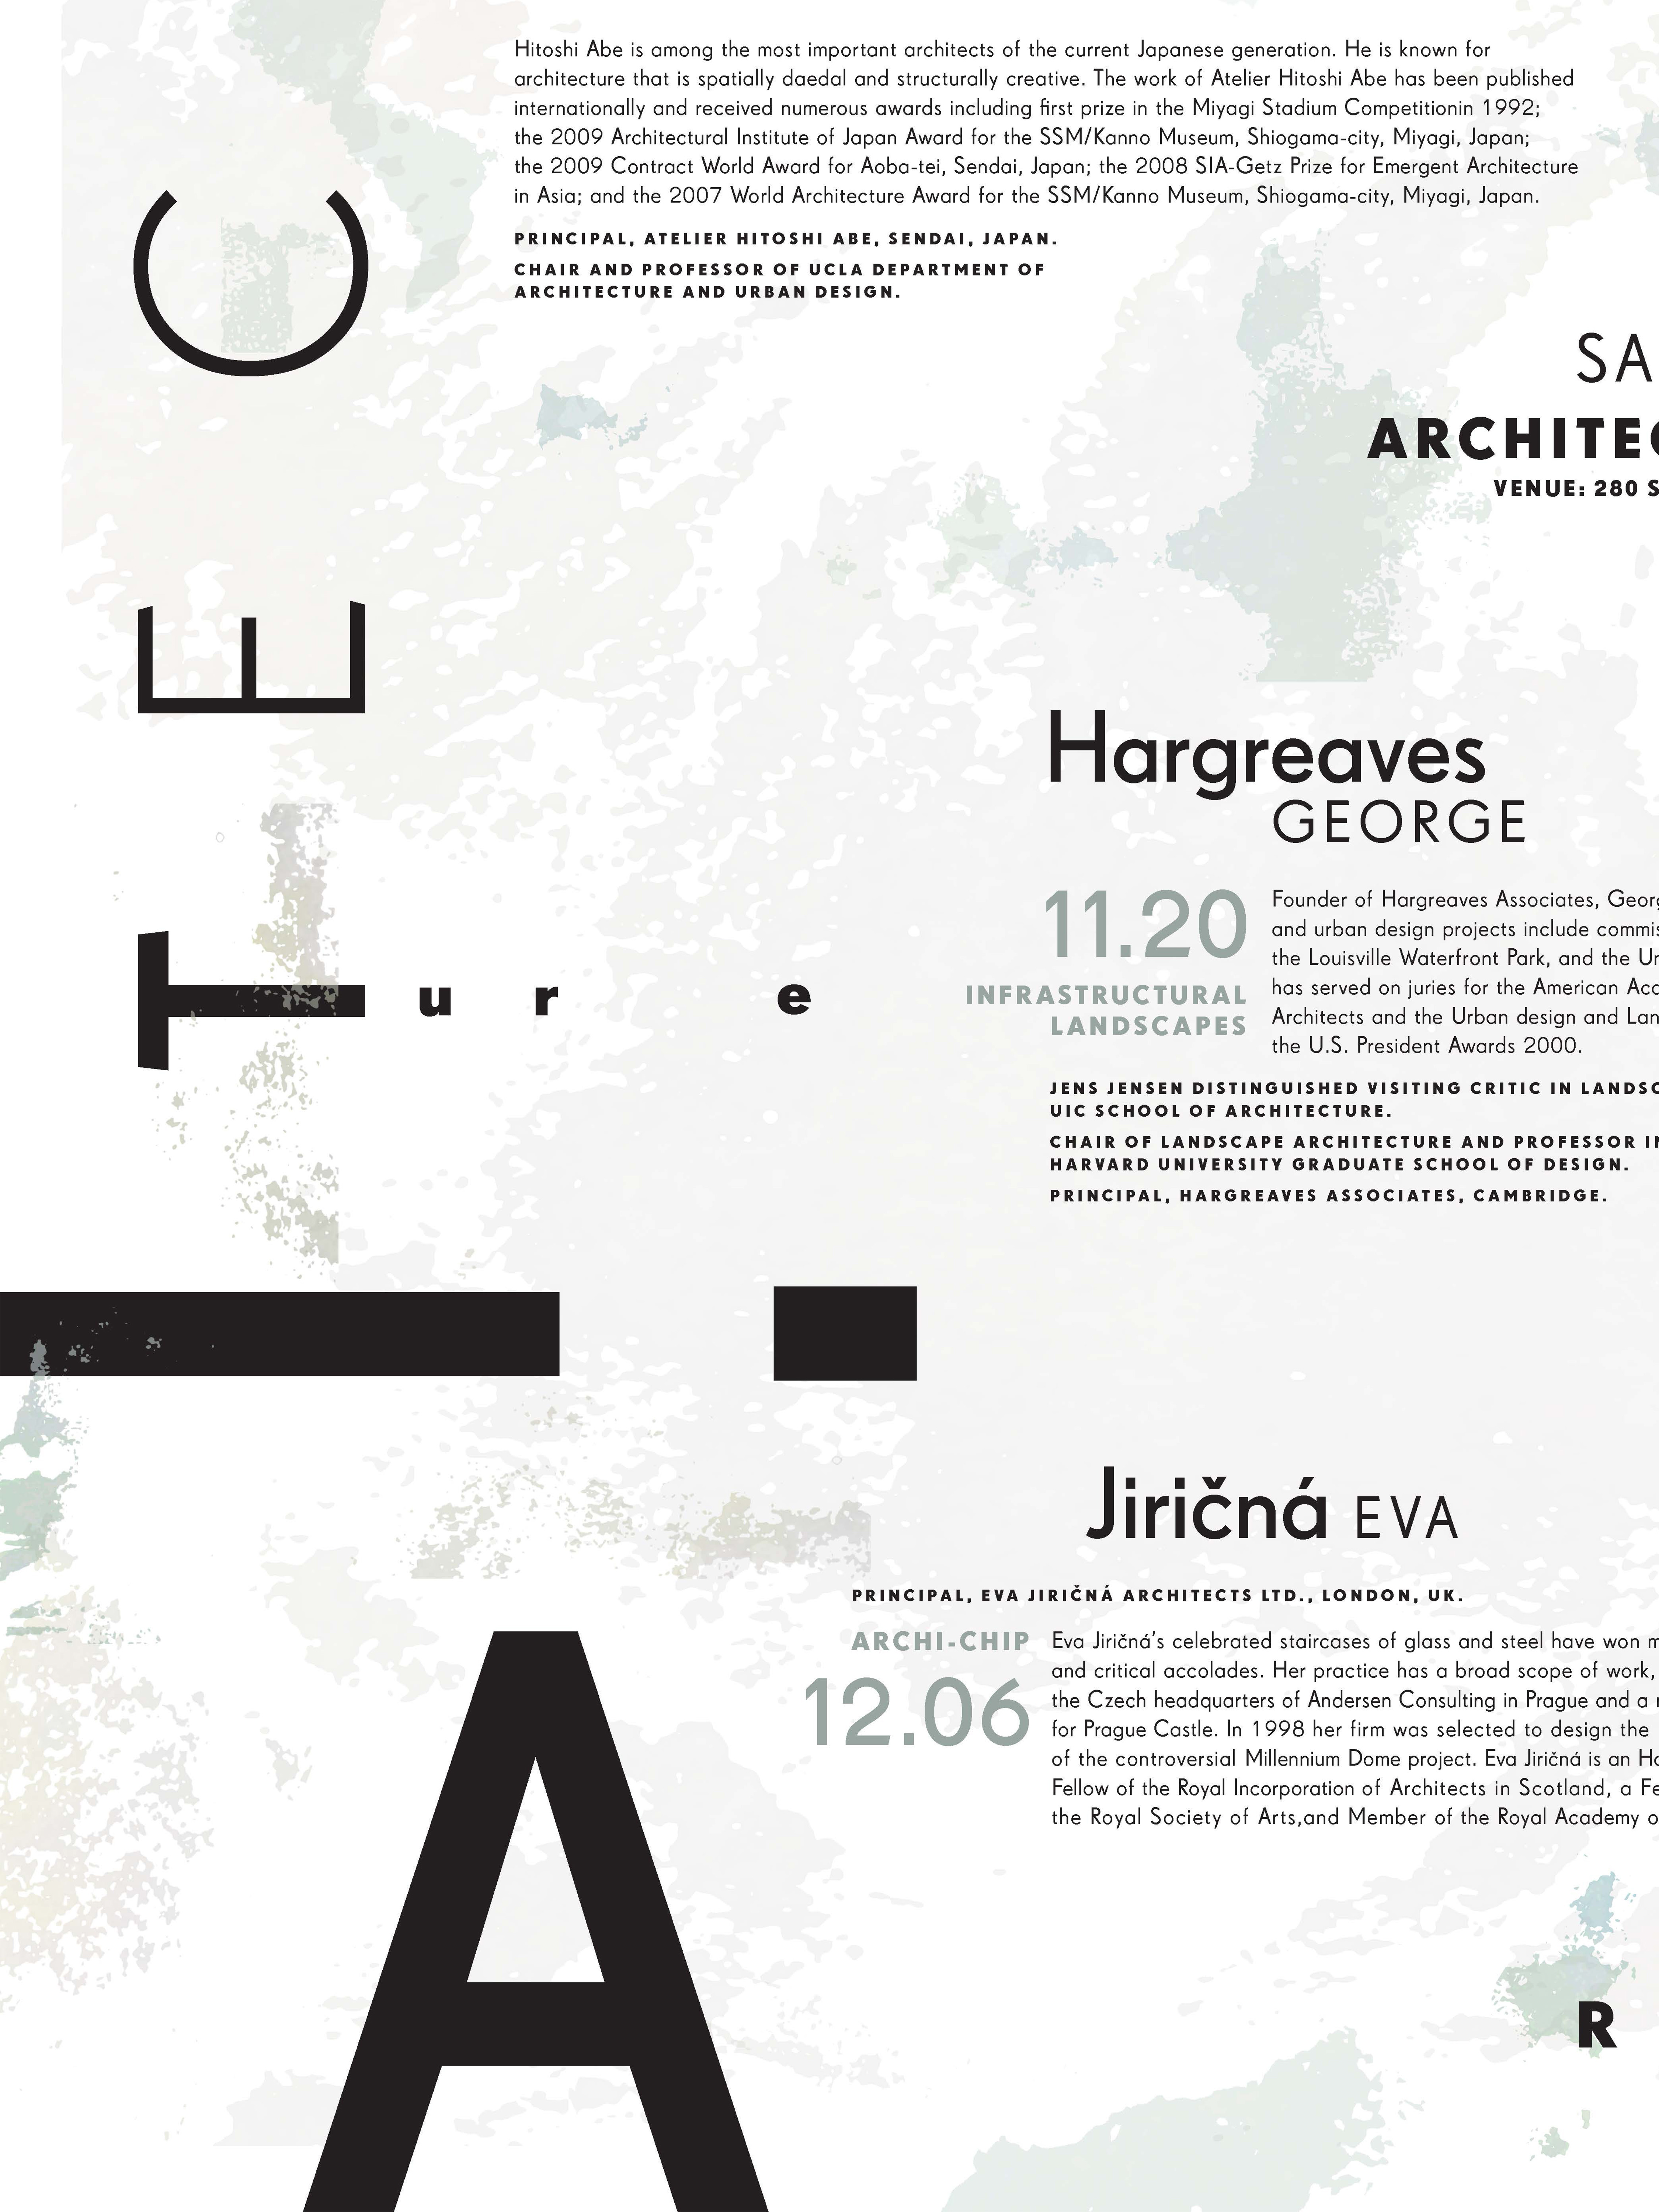 Hitoshi Abe is among the most important architects of the current Japanese generation. He is known for
architecture that is spatially daedal and structurally creative. The work of Atelier Hitoshi Abe has been published
internationally and received numerous awards including first prize in the Miyagi Stadium Competitionin 1992;
the 2009 Architectural Institute of Japan Award for the SSM/Kanno Museum, Shiogama-city, Miyagi, Japan;
the 2009 Contract World Award for Aoba-tei, Sendai, Japan; the 2008 SIA-Getz Prize for Emergent Architecture
in Asia; and the 2007 World Architecture Award for the SSM/Kanno Museum, Shiogama-city, Miyagi, Japan.
PRINCIPAL, ATELIER HITOSHI ABE, SENDAI, JAPAN.
CHAIR AND PROFESSOR OF UCLA DEPARTMENT OF
ARCHITECTURE AND URBAN DESIGN.
SA
ARCHITEC
VENUE: 280 S
C
E
T u r e
Hargreaves
GEORGE
11.20
INFRASTRUCTURAL
LANDSCAPES
Founder of Hargreaves Associates, Georg
and urban design projects include commis
the Louisville Waterfront Park, and the Un
has served on juries for the American Aca
Architects and the Urban design and Lan
the U.S. President Awards 2000.
JENS JENSEN DISTINGUISHED VISITING CRITIC IN LANDSC
UIC SCHOOL OF ARCHITECTURE.
CHAIR OF LANDSCAPE ARCHITECTURE AND PROFESSOR IN
HARVARD UNIVERSITY GRADUATE SCHOOL OF DESIGN.
PRINCIPAL, HARGREAVES ASSOCIATES, CAMBRIDGE.
i
Jiričná EVA
PRINCIPAL, EVA JIRIČNÁ ARCHITECTS LTD., LONDON, UK.
ARCHI-CHIP
12.06
Eva Jiričná's celebrated staircases of glass and steel have won m
and critical accolades. Her practice has a broad scope of work,
the Czech headquarters of Andersen Consulting in Prague and a
for Prague Castle. In 1998 her firm was selected to design the
of the controversial Millennium Dome project. Eva Jiričná is an Ho
Fellow of the Royal Incorporation of Architects in Scotland, a Fe
the Royal Society of Arts,and Member of the Royal Academy o
A
R